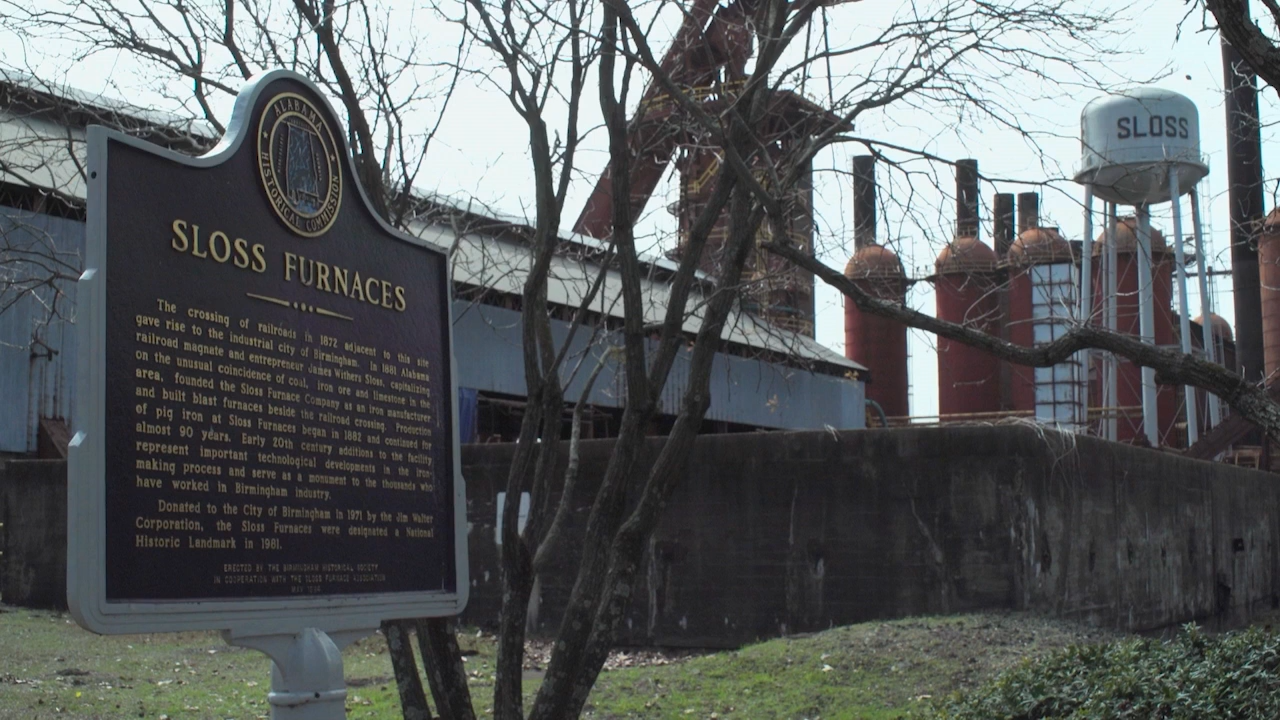 ALABAMA
HISTORICAL COMMISSION
SLOSS FURNACES
The crossing of railroads in 1872 adjacent to this site
gave rise to the industrial city of Birmingham. In 1881 Alabama
railroad magnate and entrepreneur James Withers Sloss, capitalizing
on the unusual coincidence of coal, iron ore and limestone in the
area, founded the Sloss Furnace Company as an iron manufacturer
and built blast furnaces beside the railroad crossing. Production
of pig iron at Sloss Furnaces began in 1882 and continued for
almost 90 years. Early 20th century additions to the facility
represent important technological developments in the iron-
making process and serve as a monument to the thousands who
have worked in Birmingham industry.
Donated to the City of Birmingham in 1971 by the Jim Walter
Corporation, the Sloss Furnaces were designated a National
Historic Landmark in 1981.
ERECTED BY THE BIRMINGHAM HISTORICAL SOCIETY
IN COOPERATION WITH THE SLOSS FURNACE ASSOCIATION
SLOSS